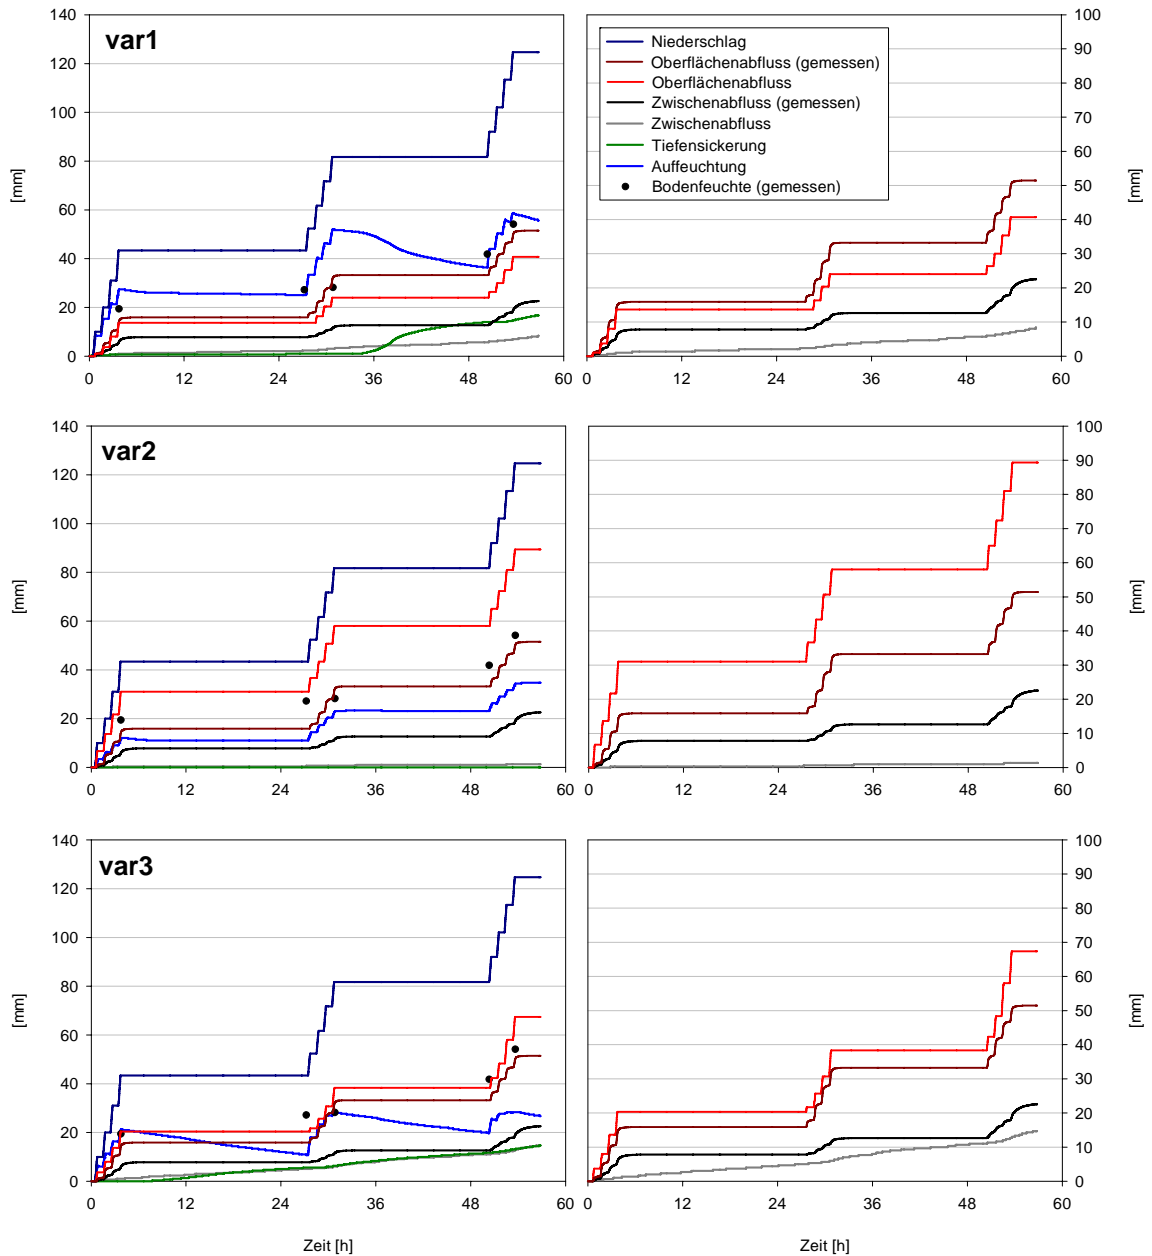 140
120
100
80
60
40
20
0
[mm]
var1
0 12 24 36 48 60
Niederschlag
Oberflächenabfluss (gemessen)
Oberflächenabfluss
Zwischenabfluss (gemessen)
Zwischenabfluss
Tiefensickerung
Auffeuchtung
Bodenfeuchte (gemessen)
100
90
80
70
60
50
40
30
20
10
0
[mm]
0 12 24 36 48 60
140
120
100
80
60
40
20
0
[mm]
var2
0 12 24 36 48 60
100
90
80
70
60
50
40
30
20
10
0
[mm]
0 12 24 36 48 60
140
120
100
80
60
40
20
0
[mm]
var3
0 12 24 36 48 60
Zeit [h]
100
90
80
70
60
50
40
30
20
10
0
[mm]
0 12 24 36 48 60
Zeit [h]